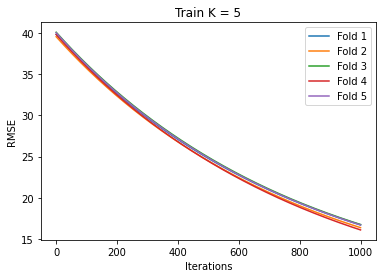 Train K = 5
40
35
30
25
20
15
RMSE
0
200
400
600
800
1000
Iterations
Fold 1
Fold 2
Fold 3
Fold 4
Fold 5